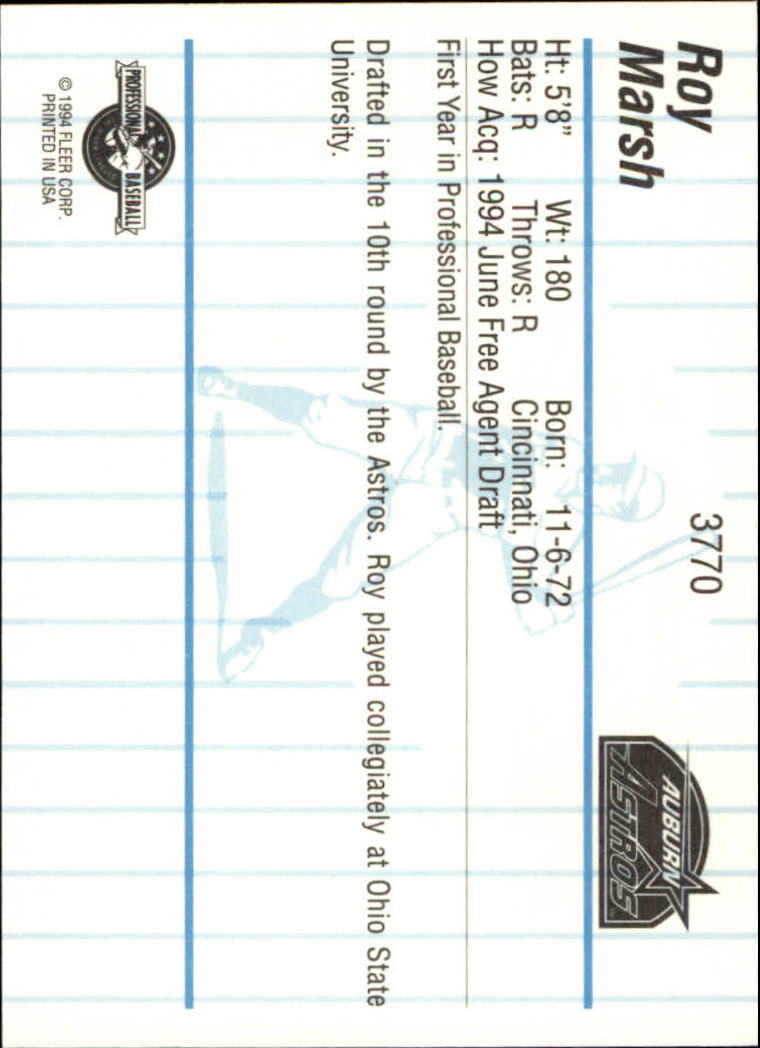 Roy
Marsh
3770
AUBURN
ASTROS
Ht: 5'8" Wt: 180 Born: 11-6-72
Bats: R Throws: R Cincinnati, Ohio
How Acq: 1994 June Free Agent Draft
First Year in Professional Baseball.
Drafted in the 10th round by the Astros. Roy played collegiately at Ohio State
University.
PROFESSIONAL BASEBALL
© 1994 FLEER CORP.
PRINTED IN USA